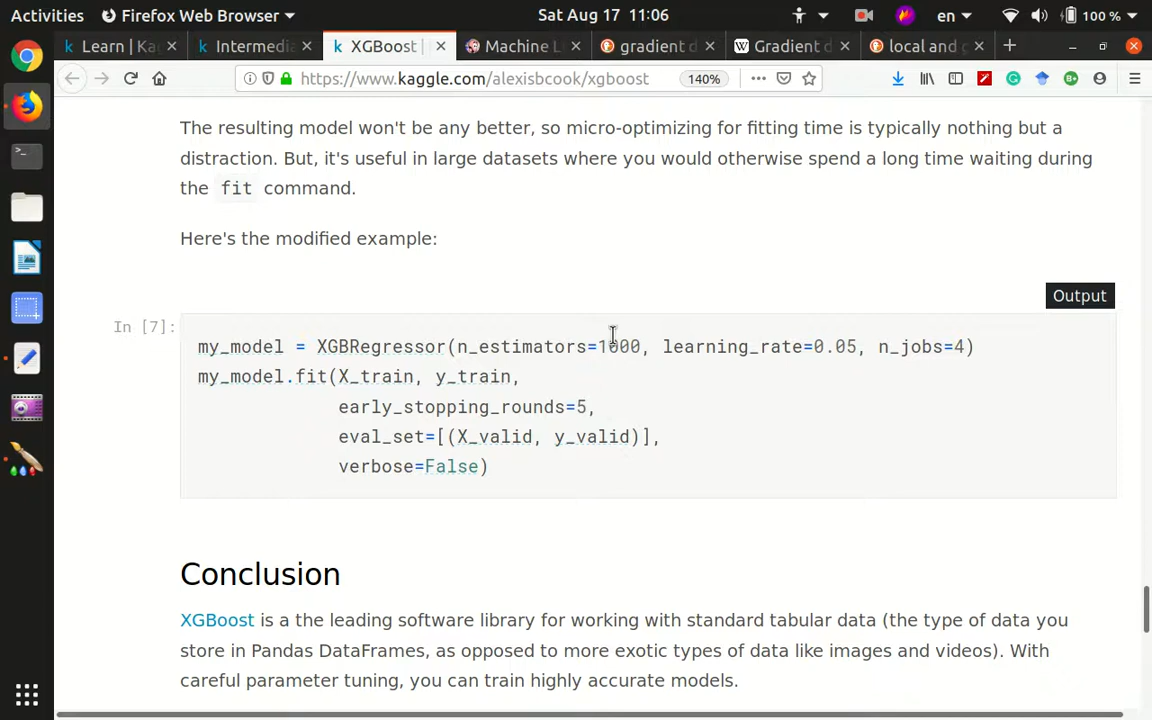 Activities Firefox Web Browser Sat Aug 17 11:06 en 100 %
Learn | Ka Intermedia XGBoost Machine L gradient d Gradient d local and g
https://www.kaggle.com/alexisbcook/xgboost 140%
The resulting model won't be any better, so micro-optimizing for fitting time is typically nothing but a
distraction. But, it's useful in large datasets where you would otherwise spend a long time waiting during
the fit command.
Here's the modified example:
Output
In [7]:
my_model = XGBRegressor(n_estimators=1000, learning_rate=0.05, n_jobs=4)
my_model.fit(X_train, y_train,
early_stopping_rounds=5,
eval_set=[(X_valid, y_valid)],
verbose=False)
Conclusion
XGBoost is a the leading software library for working with standard tabular data (the type of data you
store in Pandas DataFrames, as opposed to more exotic types of data like images and videos). With
careful parameter tuning, you can train highly accurate models.